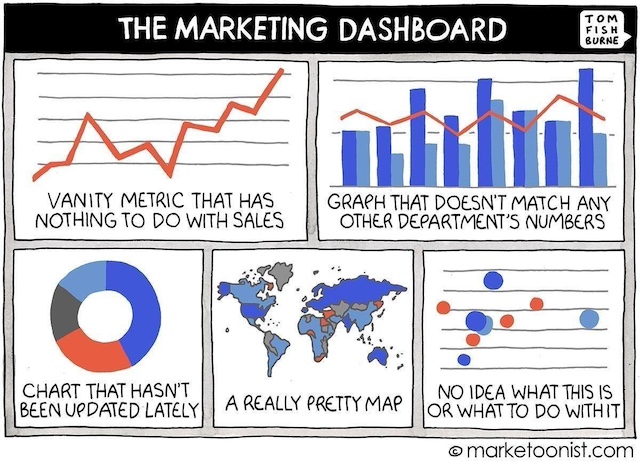 THE MARKETING DASHBOARD
TOM
FISH
BURNE
VANITY METRIC THAT HAS
NOTHING TO DO WITH SALES
GRAPH THAT DOESN'T MATCH ANY
OTHER DEPARTMENT'S NUMBERS
CHART THAT HASN'T
BEEN UPDATED LATELY
A REALLY PRETTY MAP
NO IDEA WHAT THIS IS
OR WHAT TO DO WITH IT
© marketoonist.com